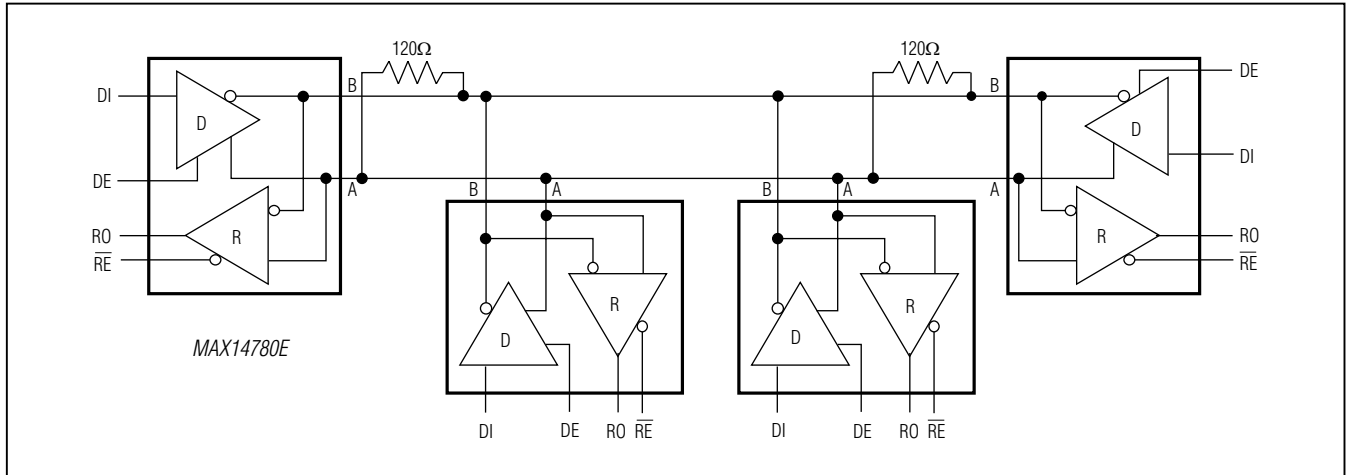 120Ω
120Ω
B
B
DE
DI
D
D
DI
DE
A
B
A
B
A
A
RO
R
R
RO
RE̅
RE̅
R
R
D
D
MAX14780E
DI
DE
RO
RE̅
DI
DE
RO
RE̅